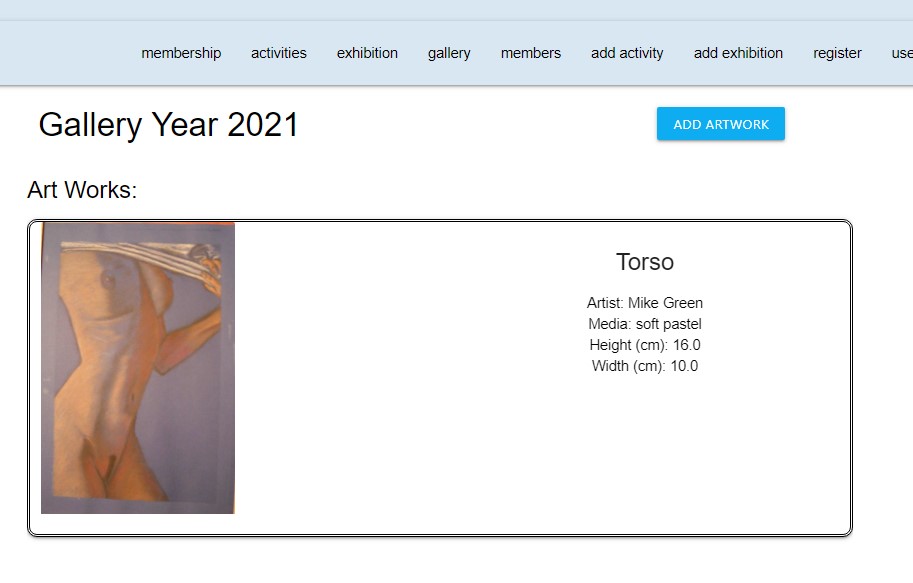 membership activities exhibition gallery members add activity add exhibition register use
Gallery Year 2021
ADD ARTWORK
Art Works:
Torso
Artist: Mike Green
Media: soft pastel
Height (cm): 16.0
Width (cm): 10.0